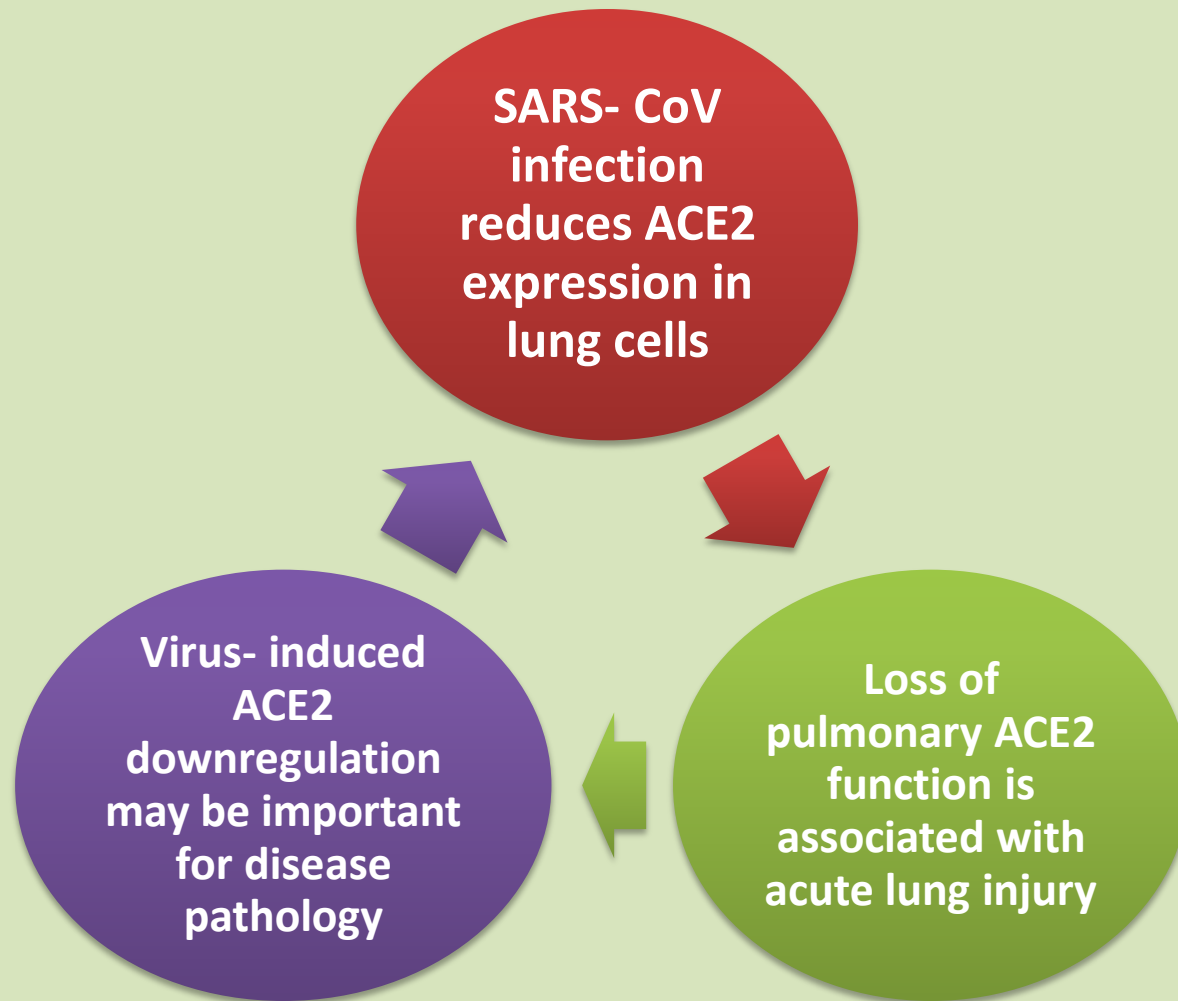 SARS- CoV
infection
reduces ACE2
expression in
lung cells
Loss of
pulmonary ACE2
function is
associated with
acute lung injury
Virus- induced
ACE2
downregulation
may be important
for disease
pathology